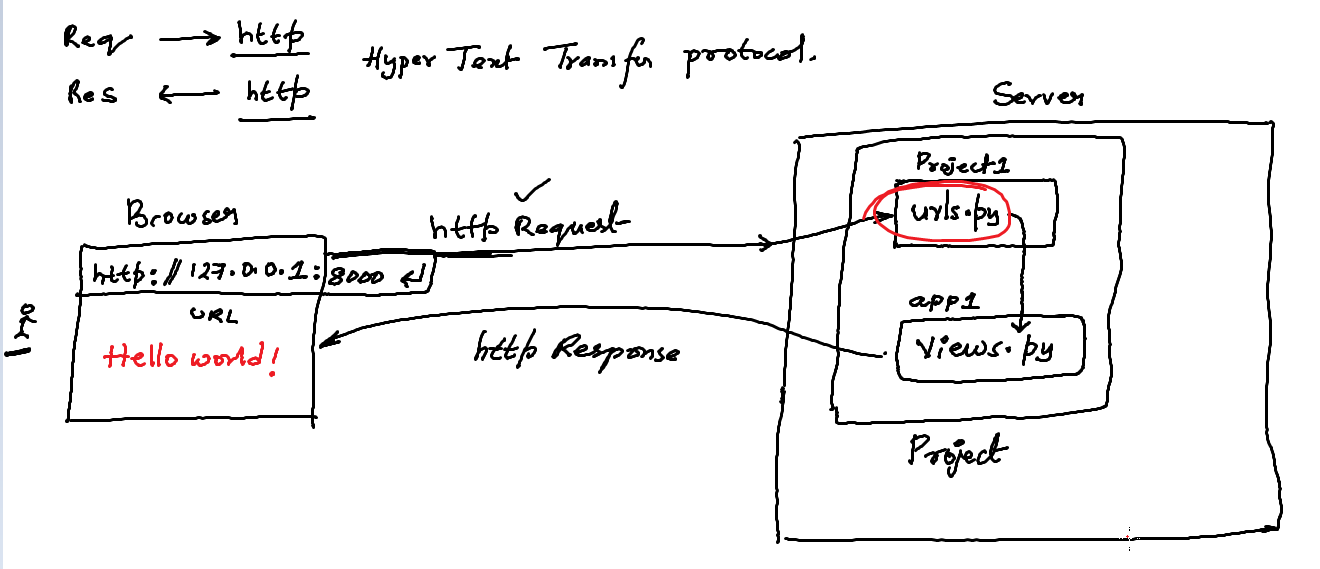 Req → http
Hyper Text Transfer protocol.
Res ← http
Server
Project1
urls.py
Browser
http Request
http://127.0.0.1:8000 ↵
URL
app1
Hello world!
http Response
views.py
Project